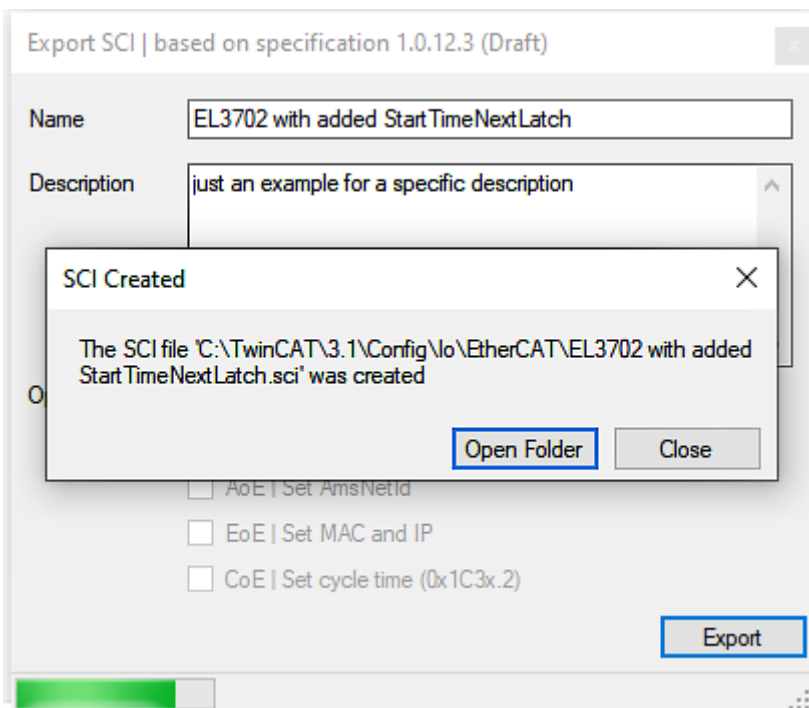 Export SCI | based on specification 1.0.12.3 (Draft)
x
Name
EL3702 with added StartTimeNextLatch
Description
just an example for a specific description
SCI Created
The SCI file 'C:\TwinCAT\3.1\Config\Io\EtherCAT\EL3702 with added
StartTimeNextLatch.sci' was created
Open Folder
Close
AoE | Set AmsNetId
EoE | Set MAC and IP
CoE | Set cycle time (0x1C3x.2)
Export